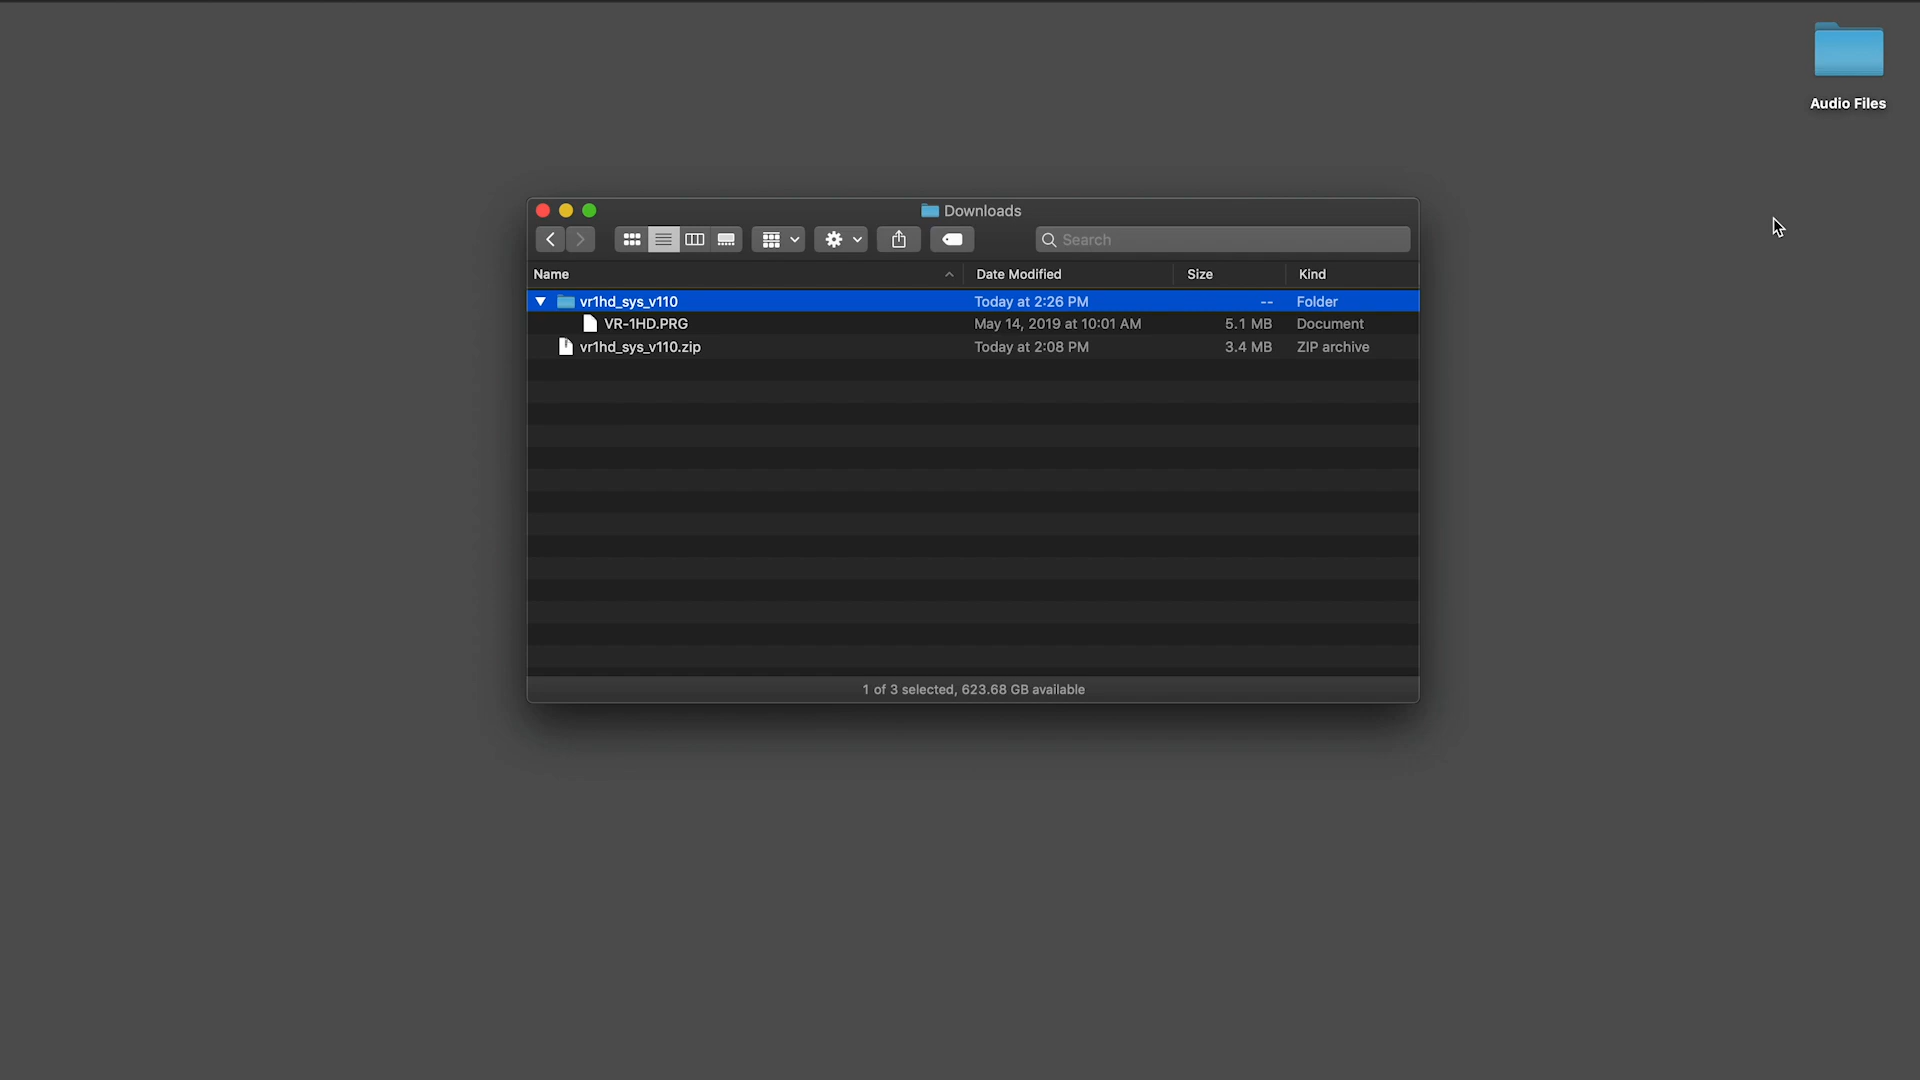 Audio Files
Downloads
Search
Name Date Modified Size Kind
vr1hd_sys_v110 Today at 2:26 PM -- Folder
VR-1HD.PRG May 14, 2019 at 10:01 AM 5.1 MB Document
vr1hd_sys_v110.zip Today at 2:08 PM 3.4 MB ZIP archive
1 of 3 selected, 623.68 GB available